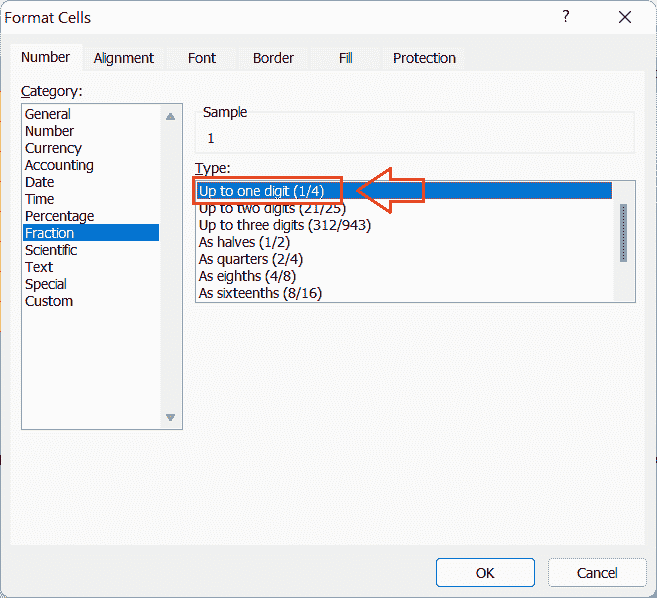 Format Cells ?
Number Alignment Font Border Fill Protection
Category:
General
Number
Currency
Accounting
Date
Time
Percentage
Fraction
Scientific
Text
Special
Custom
Sample
1
Type:
Up to one digit (1/4)
Up to two digits (21/25)
Up to three digits (312/943)
As halves (1/2)
As quarters (2/4)
As eighths (4/8)
As sixteenths (8/16)
OK Cancel